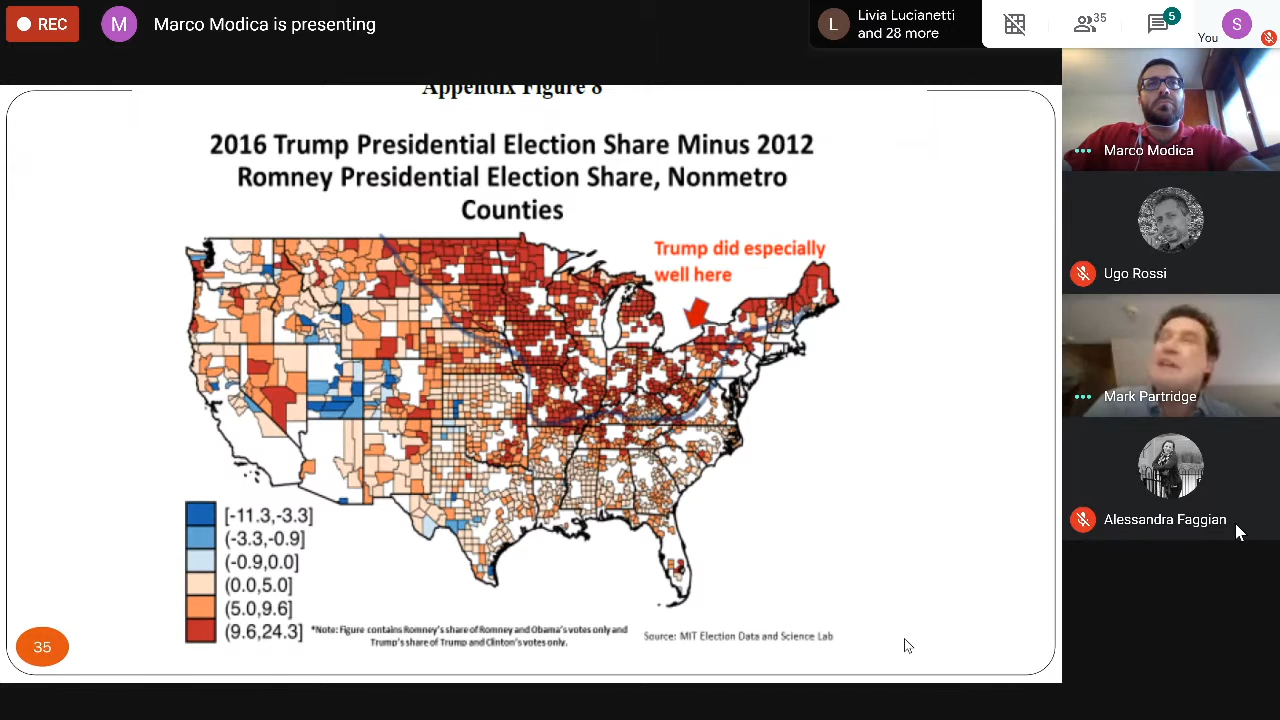 REC
M
Marco Modica is presenting
L
Livia Lucianetti
and 28 more
35
5
You
S
Appendix Figure 8
2016 Trump Presidential Election Share Minus 2012
Romney Presidential Election Share, Nonmetro
Counties
Trump did especially
well here
[-11.3,-3.3]
(-3.3,-0.9]
(-0.9,0.0]
(0.0,5.0]
(5.0,9.6]
(9.6,24.3]
*Note: Figure contains Romney's share of Romney and Obama's votes only and
Trump's share of Trump and Clinton's votes only.
Source: MIT Election Data and Science Lab
35
Marco Modica
Ugo Rossi
Mark Partridge
Alessandra Faggian